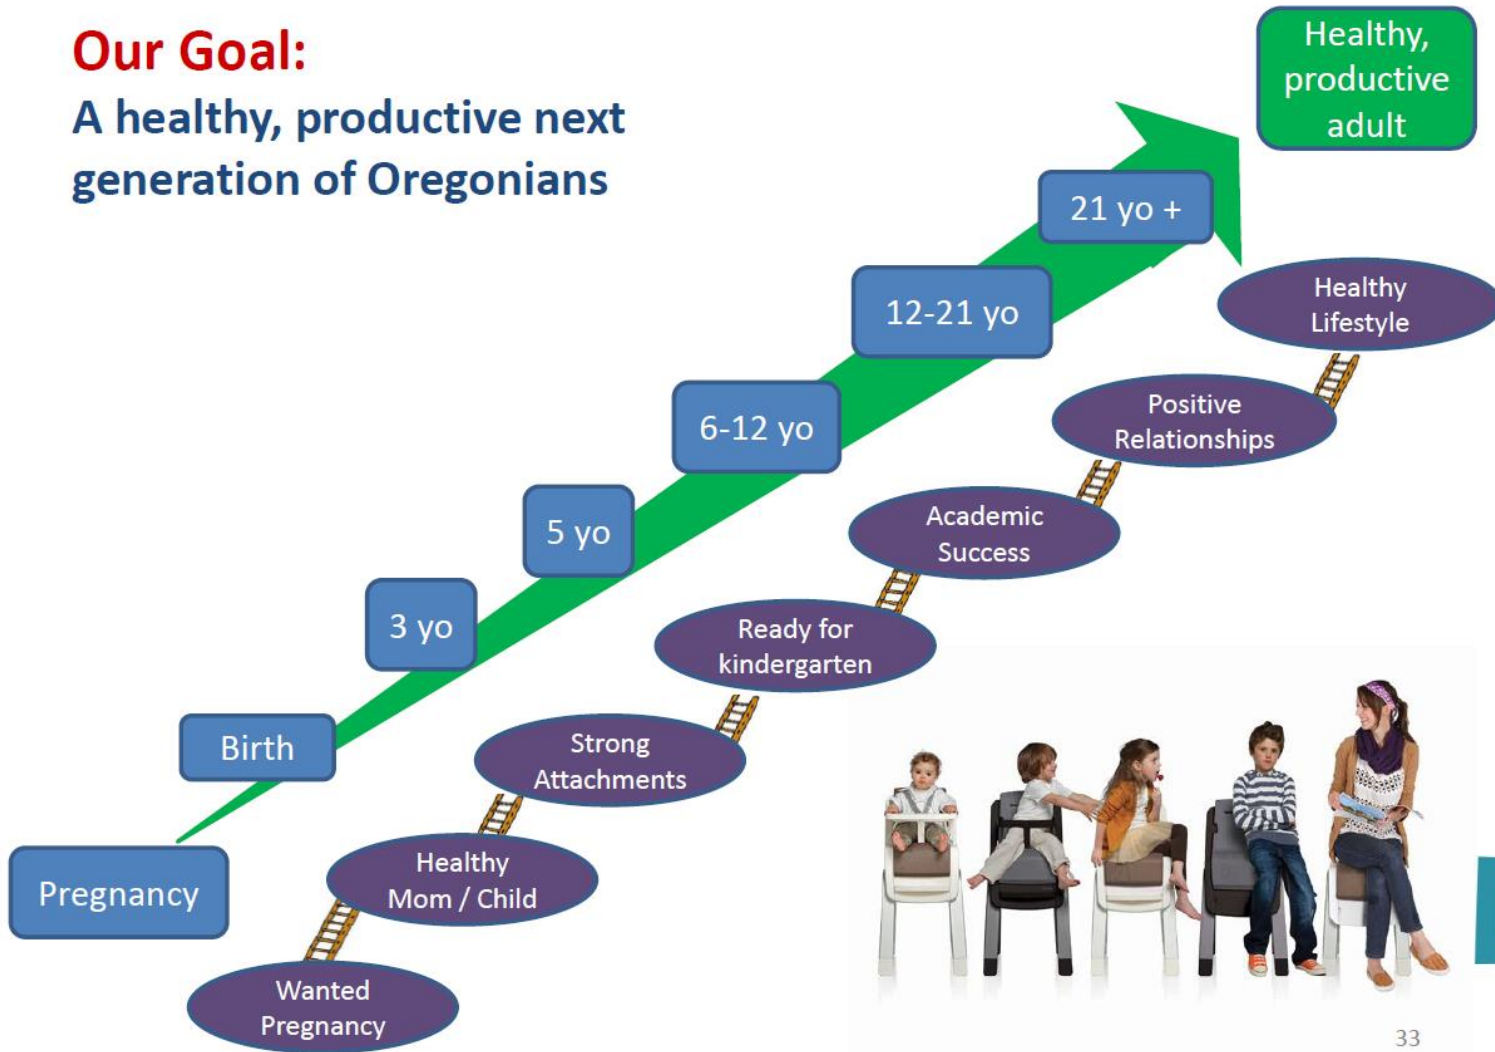 Our Goal:
A healthy, productive next
generation of Oregonians
Healthy,
productive
adult
21 yo +
12-21 yo
6-12 yo
5 yo
3 yo
Birth
Pregnancy
Healthy
Lifestyle
Positive
Relationships
Academic
Success
Ready for
kindergarten
Strong
Attachments
Healthy
Mom / Child
Wanted
Pregnancy
33